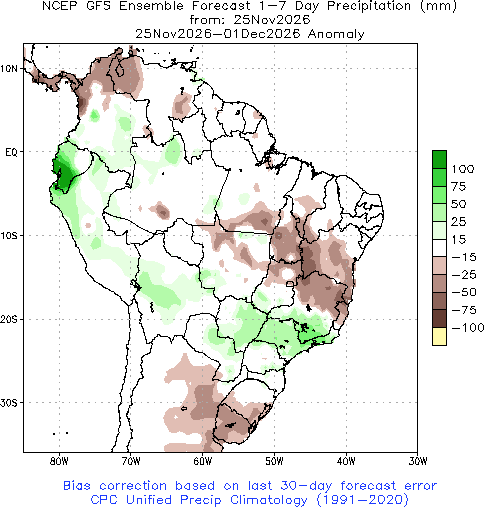 NCEP GFS Ensemble Forecast 1-7 Day Precipitation (mm)
from: 25Nov2026
25Nov2026-01Dec2026 Anomaly
10N
EQ
10S
20S
30S
80W 70W 60W 50W 40W 30W
100
75
50
25
15
-15
-25
-50
-75
-100
Bias correction based on last 30-day forecast error
CPC Unified Precip Climatology (1991-2020)